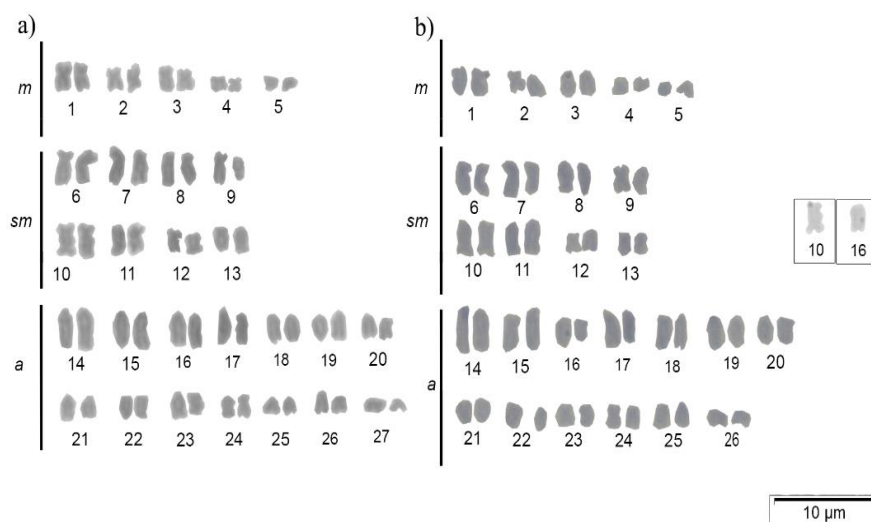 a)
m
1 2 3 4 5
sm
6 7 8 9
10 11 12 13
a
14 15 16 17 18 19 20
21 22 23 24 25 26 27
b)
m
1 2 3 4 5
sm
6 7 8 9
10 11 12 13
a
14 15 16 17 18 19 20
21 22 23 24 25 26
10 16
10 µm